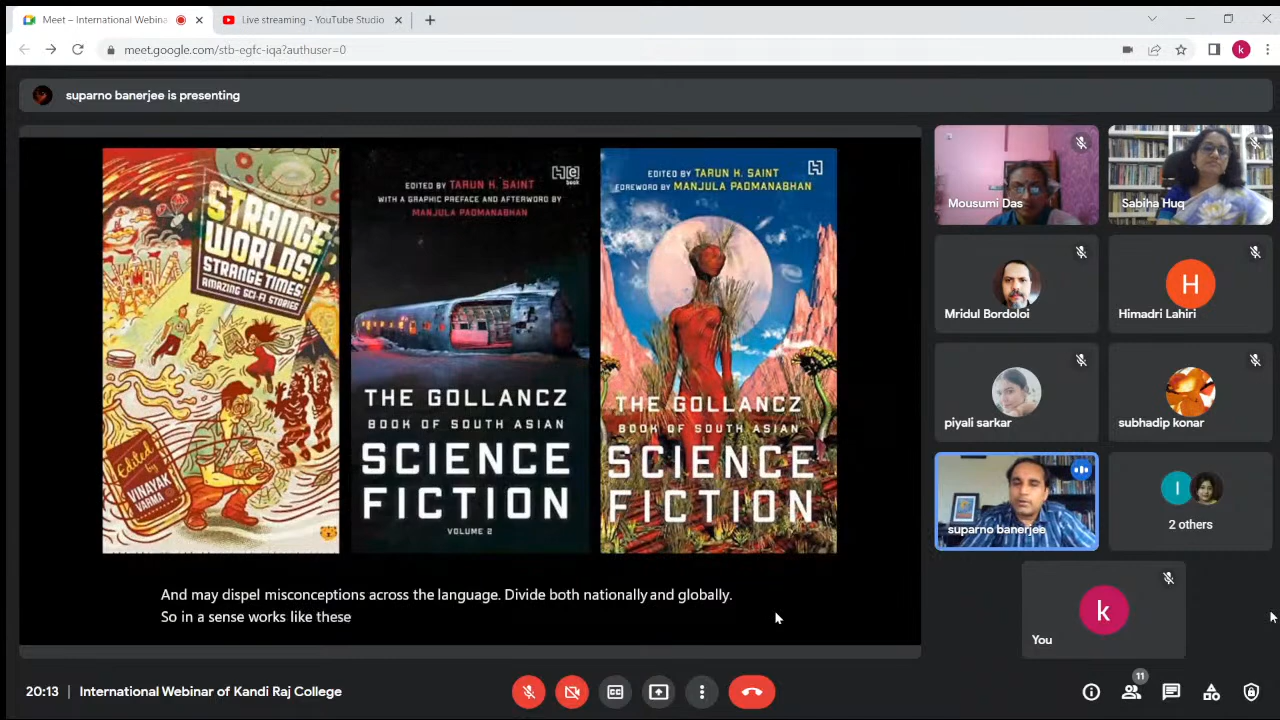 Meet – International Webina
Live streaming - YouTube Studio
meet.google.com/stb-egfc-iqa?authuser=0
k
suparno banerjee is presenting
STRANGE
WORLDS!
STRANGE TIMES!
AMAZING SCI-FI STORIES
Edited
by
VINAYAK
VARMA
EDITED BY TARUN K. SAINT
WITH A GRAPHIC PREFACE AND AFTERWORD BY
MANJULA PADMANABHAN
THE GOLLANCZ
BOOK OF SOUTH ASIAN
SCIENCE
FICTION
VOLUME 2
EDITED BY TARUN K. SAINT
FOREWORD BY MANJULA PADMANABHAN
THE GOLLANCZ
BOOK OF SOUTH ASIAN
SCIENCE
FICTION
And may dispel misconceptions across the language. Divide both nationally and globally.
So in a sense works like these
Mousumi Das
Sabiha Huq
Mridul Bordoloi
H
Himadri Lahiri
piyali sarkar
subhadip konar
suparno banerjee
I
2 others
k
You
20:13 | International Webinar of Kandi Raj College
11